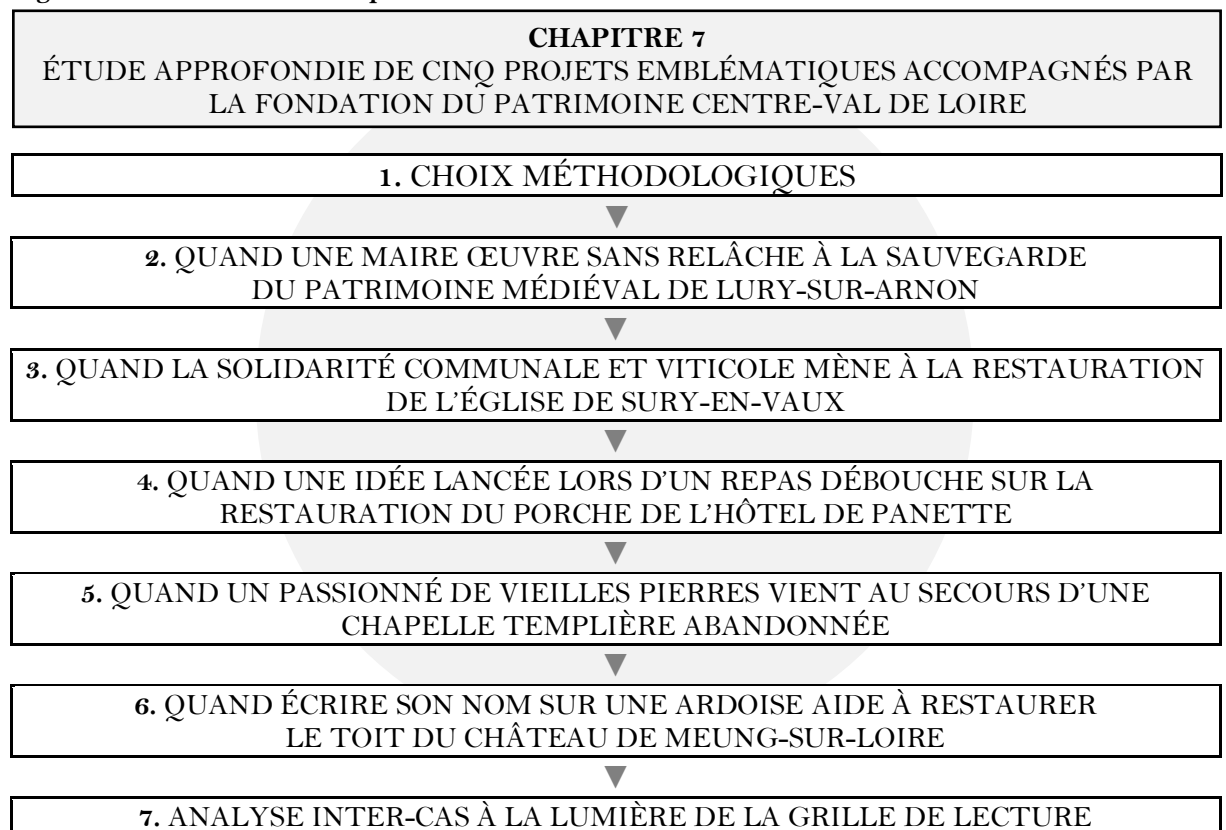 CHAPITRE 7
ÉTUDE APPROFONDIE DE CINQ PROJETS EMBLÉMATIQUES ACCOMPAGNÉS PAR
LA FONDATION DU PATRIMOINE CENTRE-VAL DE LOIRE
1. CHOIX MÉTHODOLOGIQUES
2. QUAND UNE MAIRE ŒUVRE SANS RELÂCHE À LA SAUVEGARDE
DU PATRIMOINE MÉDIÉVAL DE LURY-SUR-ARNON
3. QUAND LA SOLIDARITÉ COMMUNALE ET VITICOLE MÈNE À LA RESTAURATION
DE L'ÉGLISE DE SURY-EN-VAUX
4. QUAND UNE IDÉE LANCÉE LORS D'UN REPAS DÉBOUCHE SUR LA
RESTAURATION DU PORCHE DE L'HÔTEL DE PANETTE
5. QUAND UN PASSIONNÉ DE VIEILLES PIERRES VIENT AU SECOURS D'UNE
CHAPELLE TEMPLIÈRE ABANDONNÉE
6. QUAND ÉCRIRE SON NOM SUR UNE ARDOISE AIDE À RESTAURER
LE TOIT DU CHÂTEAU DE MEUNG-SUR-LOIRE
7. ANALYSE INTER-CAS À LA LUMIÈRE DE LA GRILLE DE LECTURE